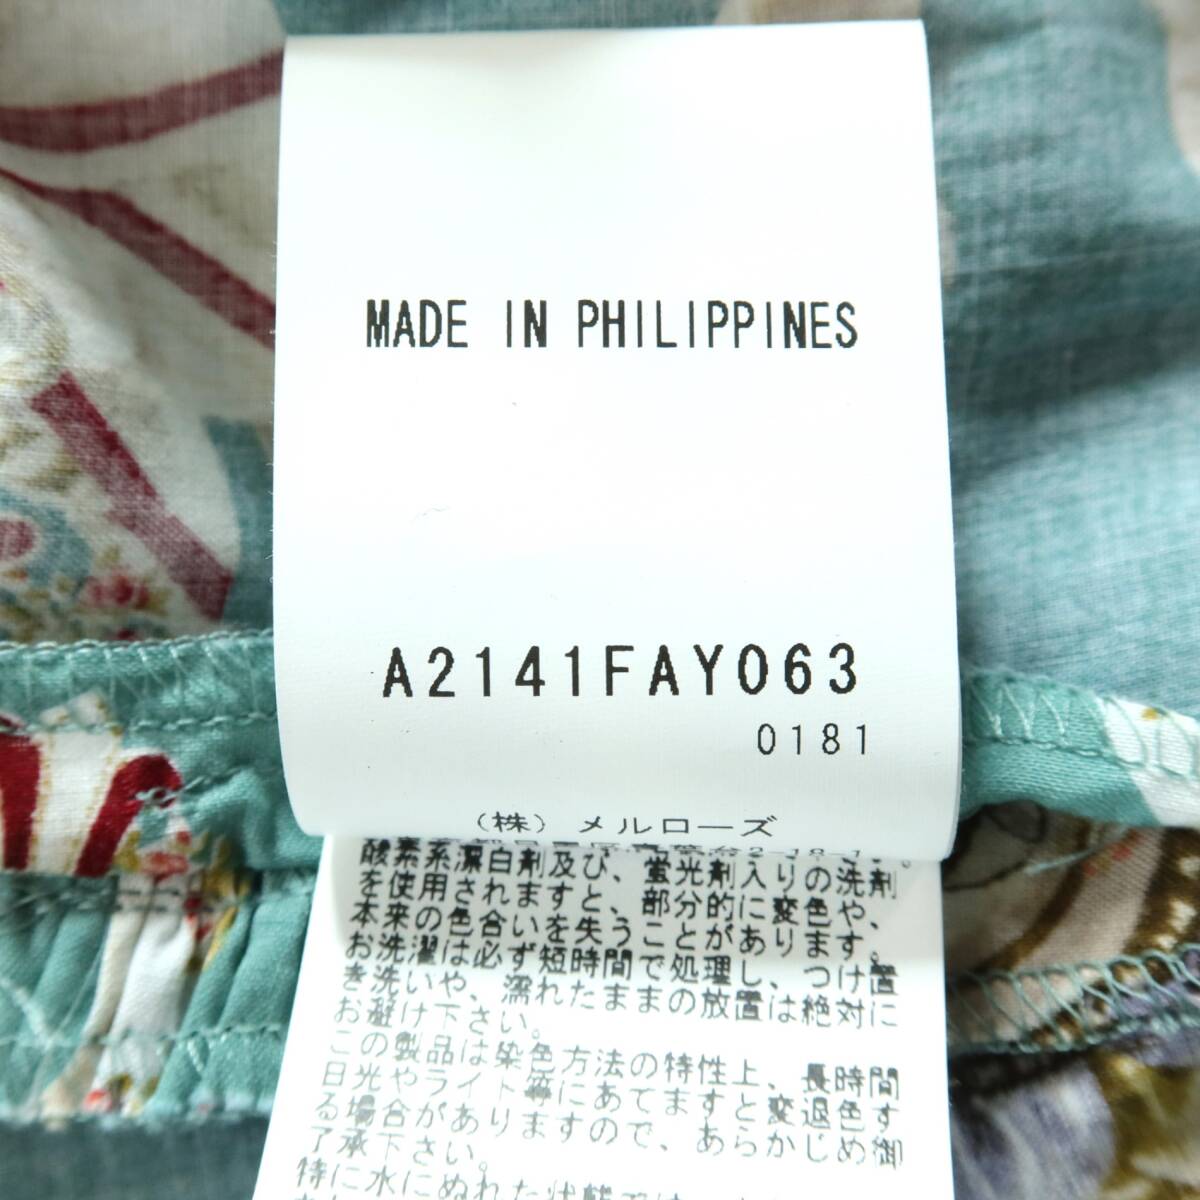 MADE IN PHILIPPINES
A2141FAY063
0181
（株）メルローズ
酸素系漂白剤及び、蛍光剤入りの洗剤
を使用されますと、部分的に変色や、
本来の色合いを失うことがあります。
お洗濯は必ず短時間で処理し、つけ置
き洗いや、濡れたままの放置は絶対に
お避け下さい。
この製品は染色方法の特性上、長時間
日光やライト等にあてますと変退色す
る場合がありますので、あらかじめ御
了承下さい。
特に水にぬれた状態では